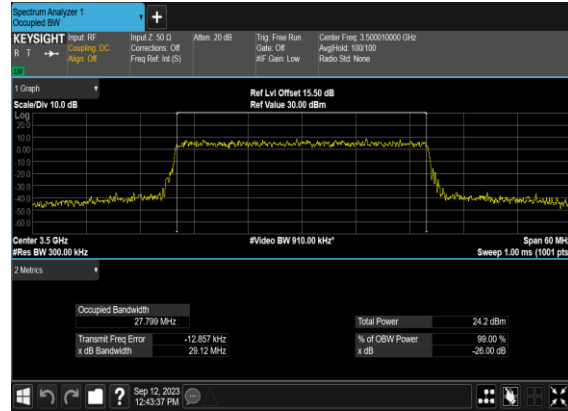 Spectrum Analyzer 1
Occupied BW
KEYSIGHT
R T
LM
Input: RF
Coupling: DC
Align: Off
Input Z: 50 Ω
Corrections: Off
Freq Ref: Int (S)
Atten: 20 dB
Trig: Free Run
Gate: Off
#IF Gain: Low
Center Freq: 3.500010000 GHz
Avg|Hold: 100/100
Radio Std: None
1 Graph
Scale/Div 10.0 dB
Ref Lvl Offset 15.50 dB
Ref Value 30.00 dBm
Log
20.0
10.0
0.00
-10.0
-20.0
-30.0
-40.0
-50.0
-60.0
Center 3.5 GHz
#Res BW 300.00 kHz
#Video BW 910.00 kHz*
Span 60 MHz
Sweep 1.00 ms (1001 pts)
2 Metrics
Occupied Bandwidth
27.799 MHz
Transmit Freq Error -12.857 kHz
x dB Bandwidth 29.12 MHz
Total Power 24.2 dBm
% of OBW Power 99.00 %
x dB -26.00 dB
?
Sep 12, 2023
12:43:37 PM